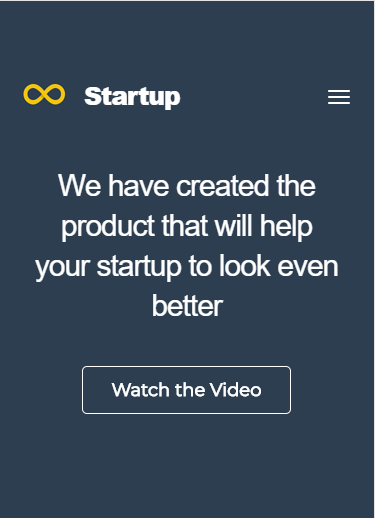 Startup
We have created the
product that will help
your startup to look even
better
Watch the Video